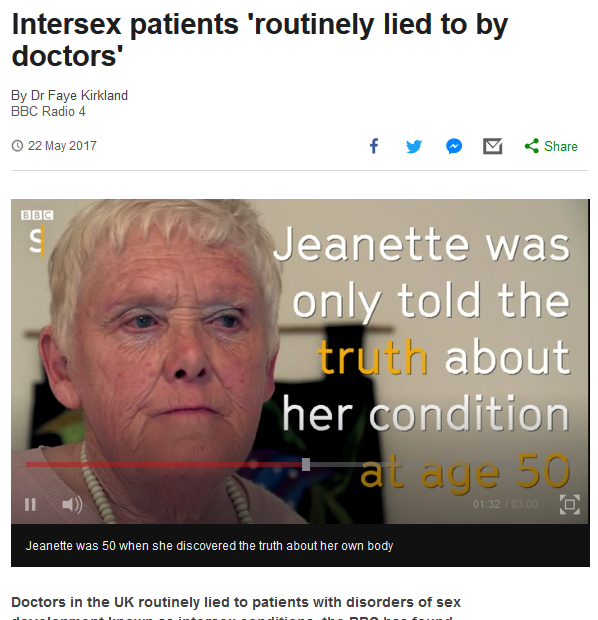 Intersex patients 'routinely lied to by
doctors'
By Dr Faye Kirkland
BBC Radio 4
22 May 2017
Share
BBC
S
Jeanette was
only told the
truth about
her condition
at age 50
01:32 / 03:00
Jeanette was 50 when she discovered the truth about her own body
Doctors in the UK routinely lied to patients with disorders of sex